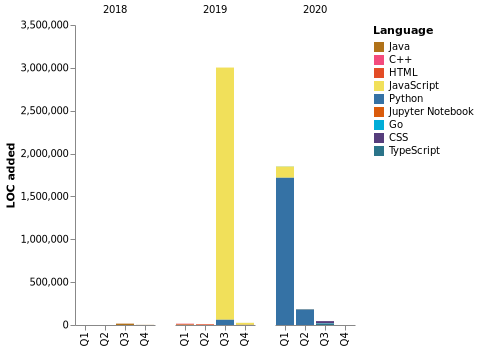 2018 2019 2020
3,500,000
3,000,000
2,500,000
2,000,000
1,500,000
1,000,000
500,000
0
LOC added
Q1 Q2 Q3 Q4 Q1 Q2 Q3 Q4 Q1 Q2 Q3 Q4
Language
Java
C++
HTML
JavaScript
Python
Jupyter Notebook
Go
CSS
TypeScript